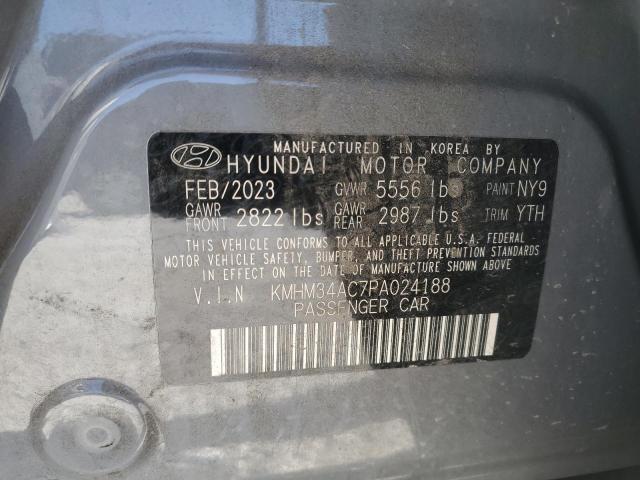 MANUFACTURED IN KOREA BY
HYUNDAI MOTOR COMPANY
FEB/2023 GVWR 5556 lbs PAINT NY9
GAWR FRONT 2822 lbs GAWR REAR 2987 lbs TRIM YTH
THIS VEHICLE CONFORMS TO ALL APPLICABLE U.S.A. FEDERAL
MOTOR VEHICLE SAFETY, BUMPER, AND THEFT PREVENTION STANDARDS
IN EFFECT ON THE DATE OF MANUFACTURE SHOWN ABOVE.
V.I.N KMHM34AC7PA024188
PASSENGER CAR